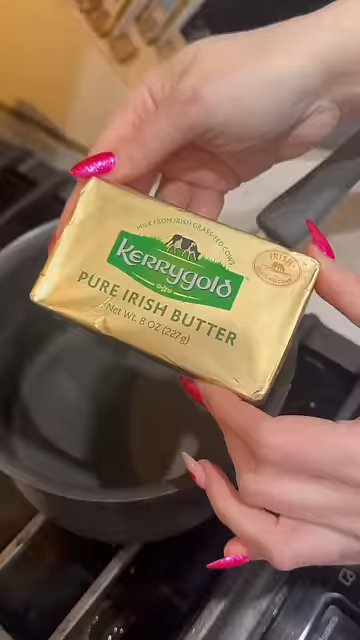 MILK FROM IRISH GRASS-FED COWS
Kerrygold
PURE IRISH BUTTER
Net Wt. 8 OZ (227g)
IRISH